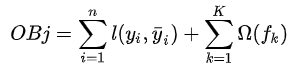 OBj = \sum_{i=1}^{n} l(y_i, \bar{y}_i) + \sum_{k=1}^{K} \Omega(f_k)